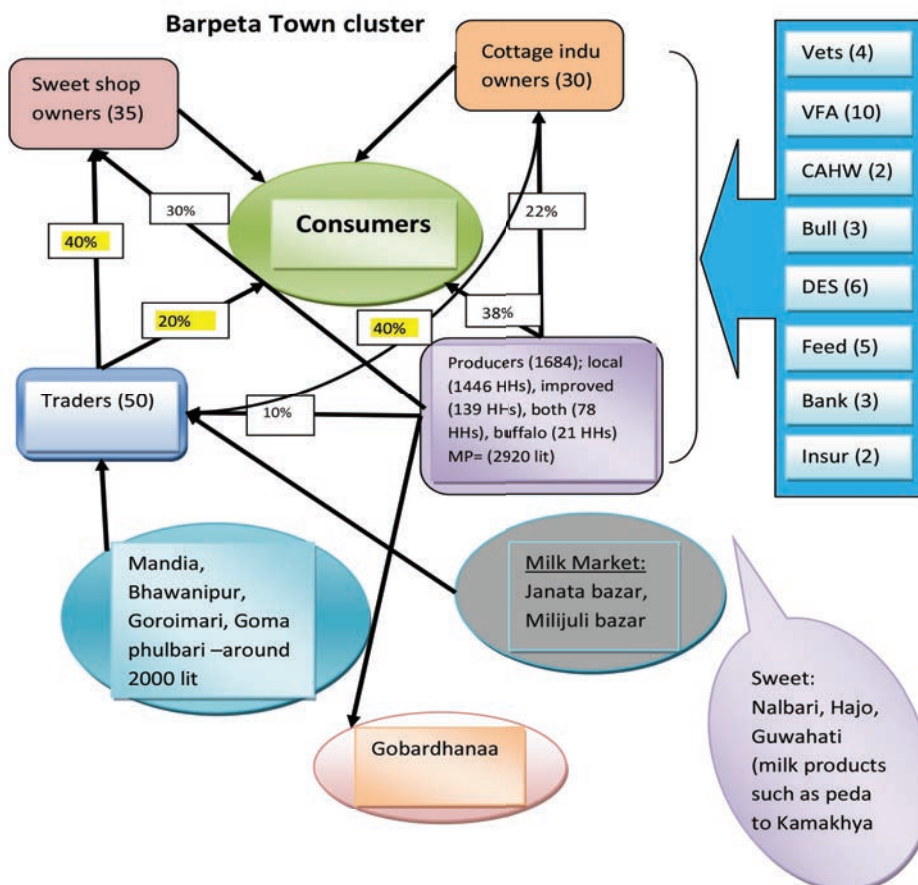 Barpeta Town cluster
Sweet shop
owners (35)
Cottage indu
owners (30)
Consumers
30%
22%
40%
20%
40%
38%
10%
Traders (50)
Producers (1684); local
(1446 HHs), improved
(139 HHs), both (78
HHs), buffalo (21 HHs)
MP= (2920 lit)
Vets (4)
VFA (10)
CAHW (2)
Bull (3)
DES (6)
Feed (5)
Bank (3)
Insur (2)
Mandia,
Bhawanipur,
Goroimari, Goma
phulbari –around
2000 lit
Milk Market:
Janata bazar,
Milijuli bazar
Gobardhanaa
Sweet:
Nalbari, Hajo,
Guwahati
(milk products
such as peda
to Kamakhya